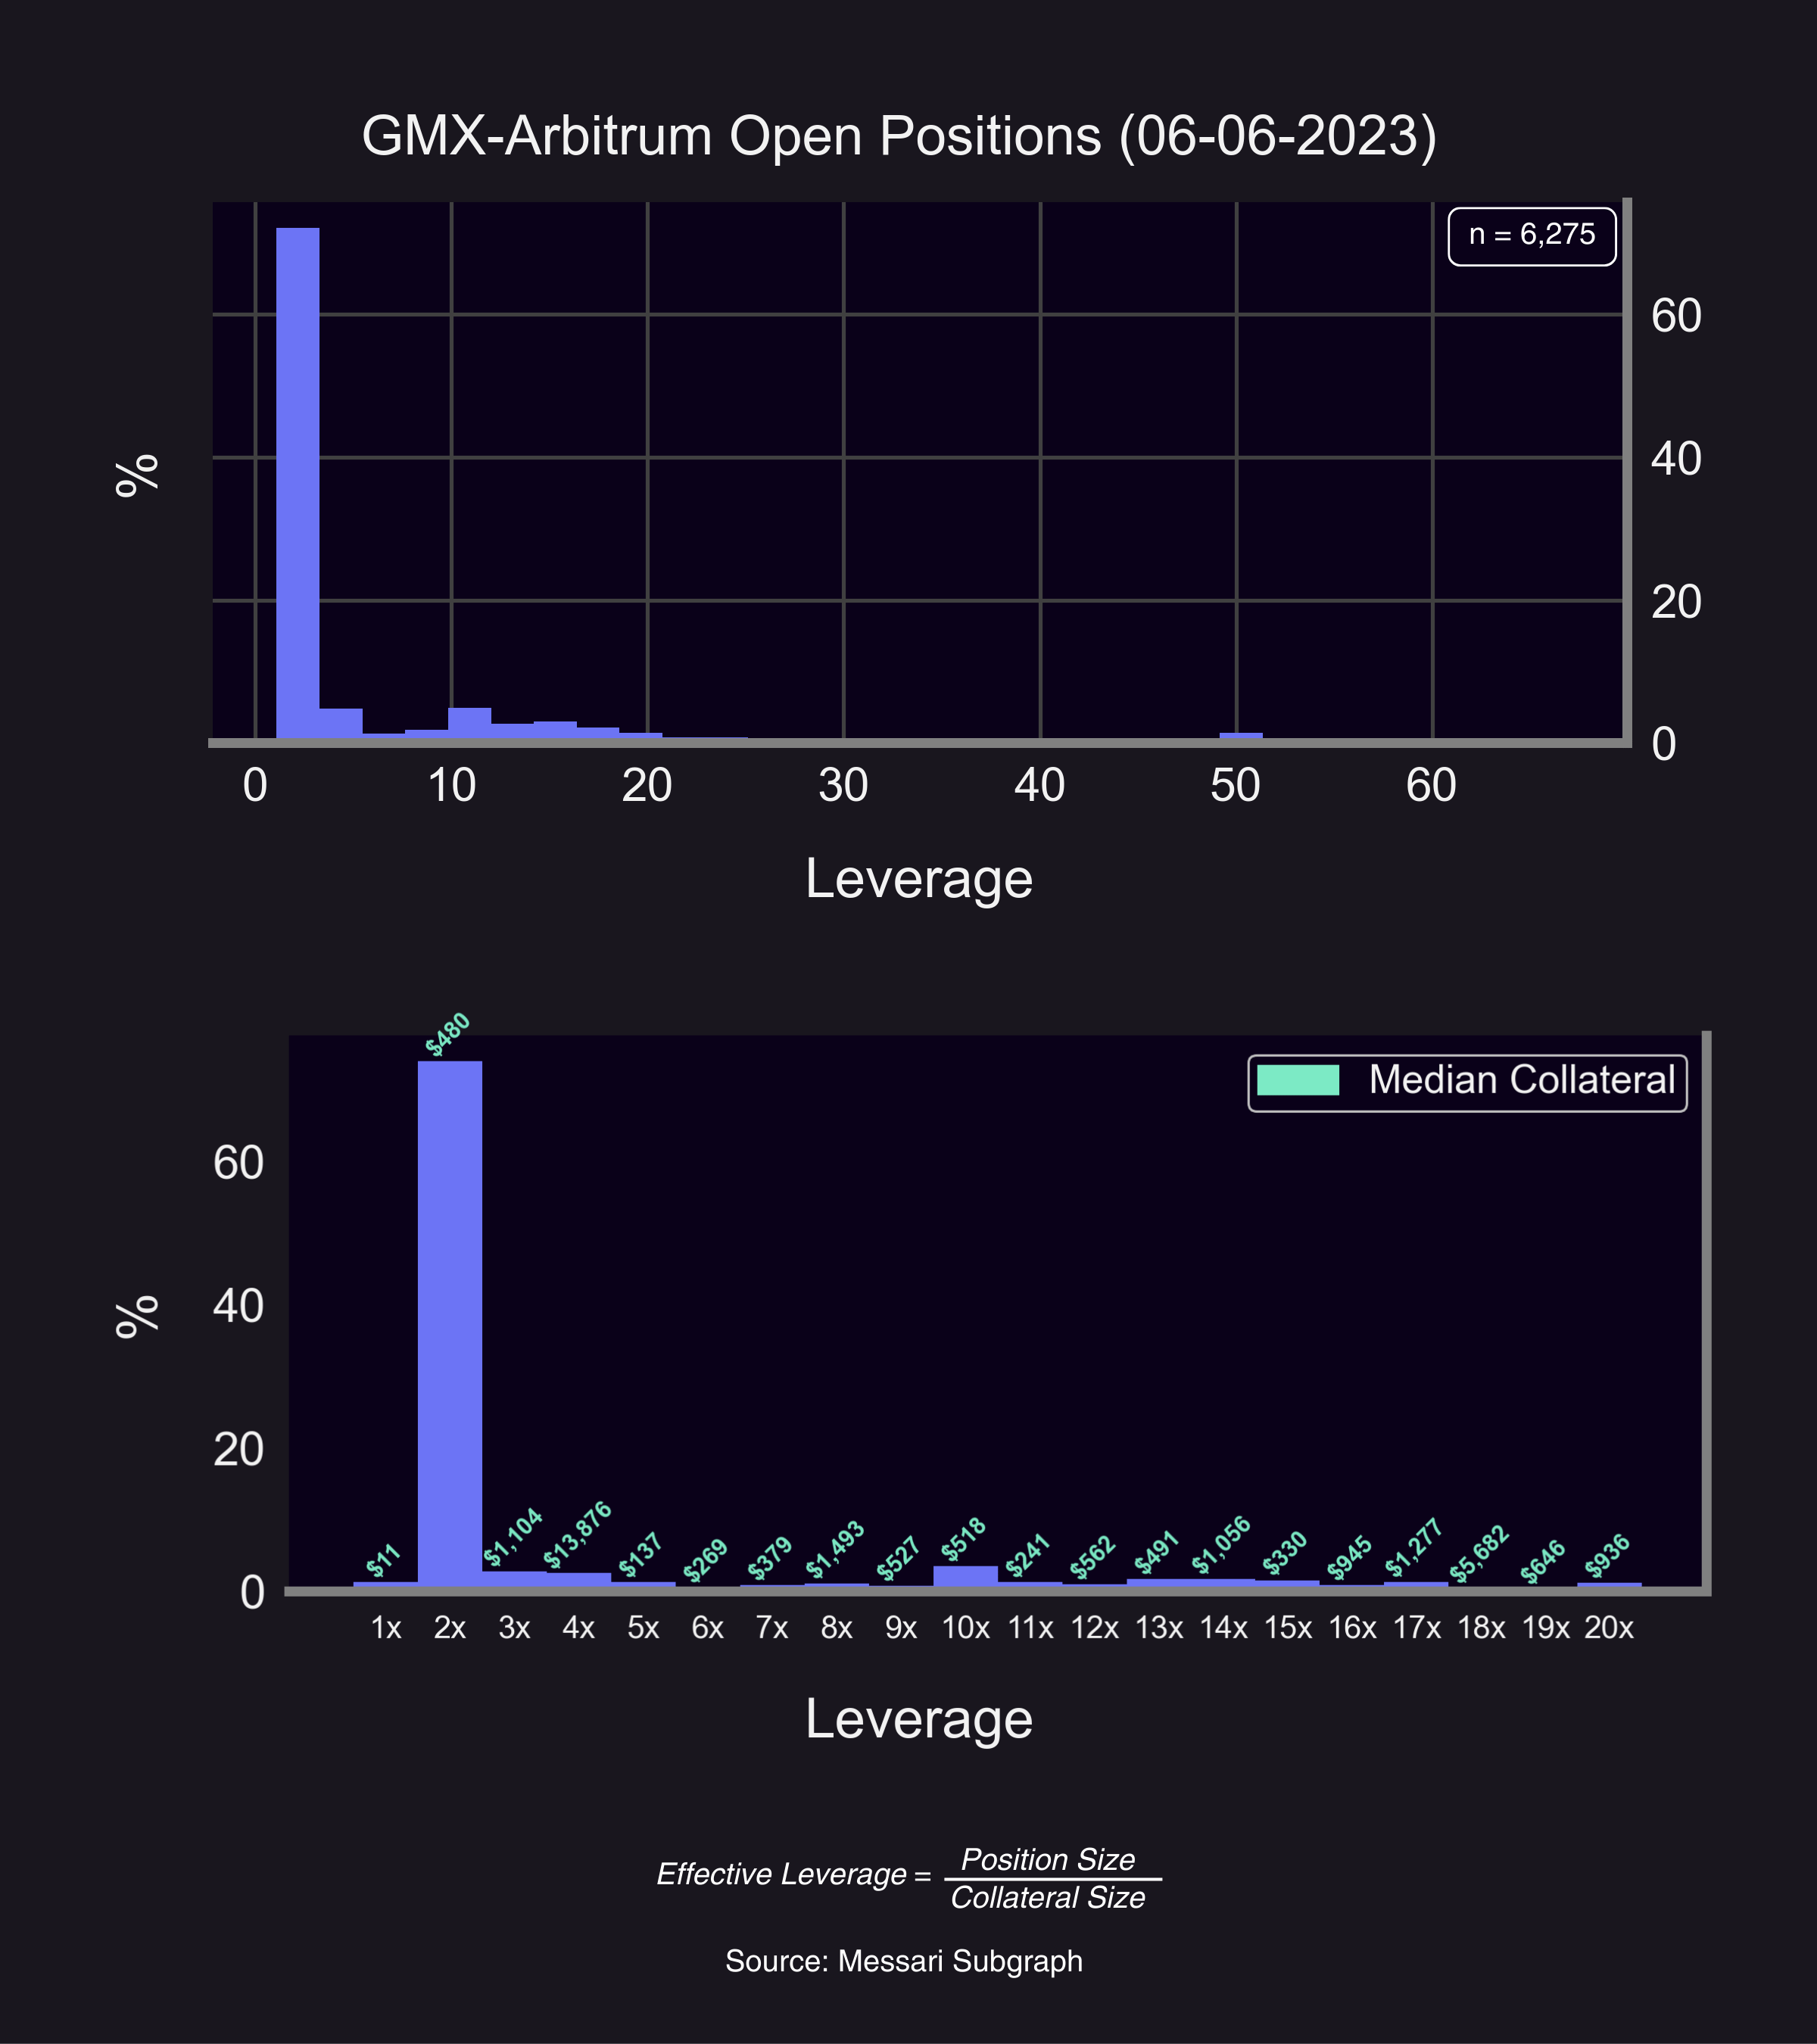 GMX-Arbitrum Open Positions (06-06-2023)
n = 6,275
60
40
%
20
0
0 10 20 30 40 50 60
Leverage
$480
Median Collateral
60
40
%
20
$11 $1,104 $13,876 $137 $269 $379 $1,493 $527 $518 $241 $562 $491 $1,056 $330 $945 $1,277 $5,682 $646 $936
0
1x 2x 3x 4x 5x 6x 7x 8x 9x 10x 11x 12x 13x 14x 15x 16x 17x 18x 19x 20x
Leverage
Effective Leverage = Position Size
Collateral Size
Source: Messari Subgraph